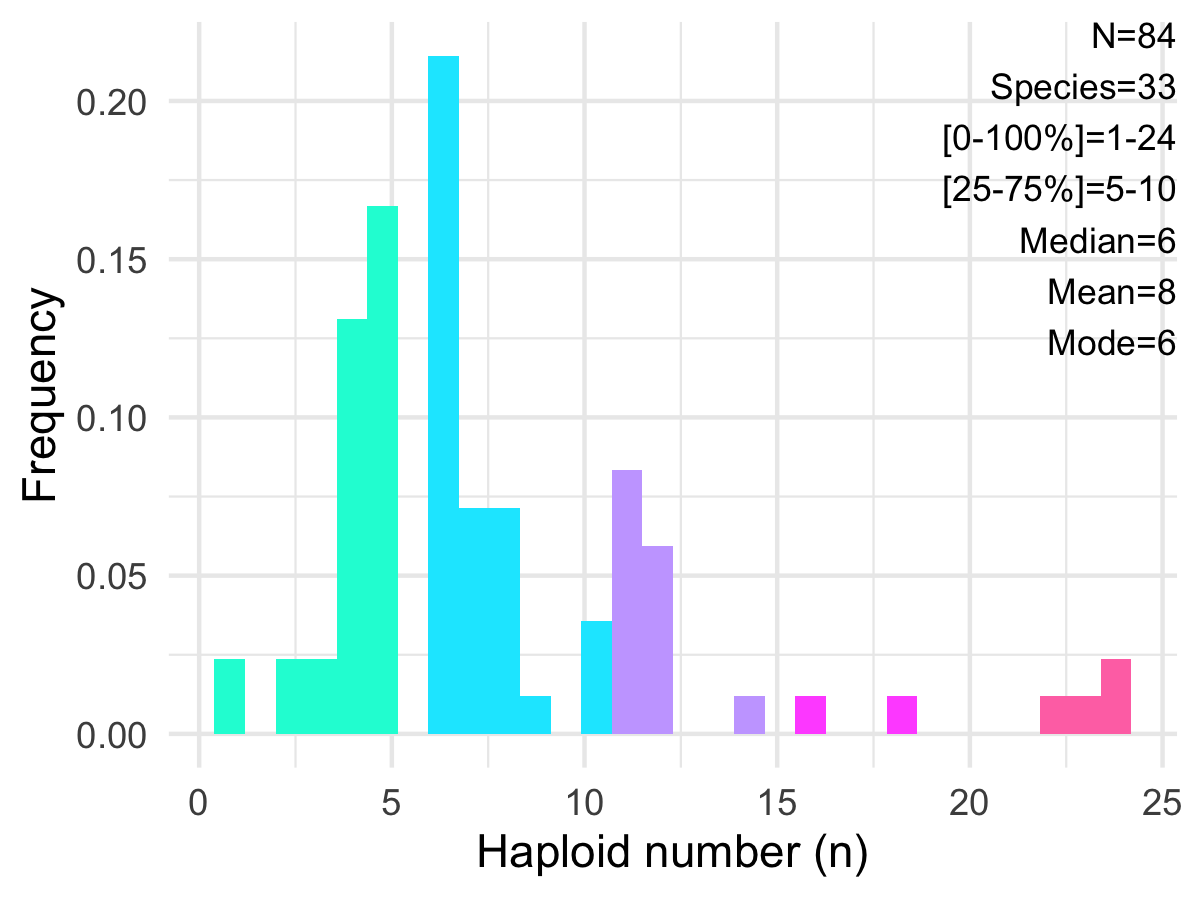 N=84
Species=33
[0-100%]=1-24
[25-75%]=5-10
Median=6
Mean=8
Mode=6
Frequency
0.20
0.15
0.10
0.05
0.00
0 5 10 15 20 25
Haploid number (n)